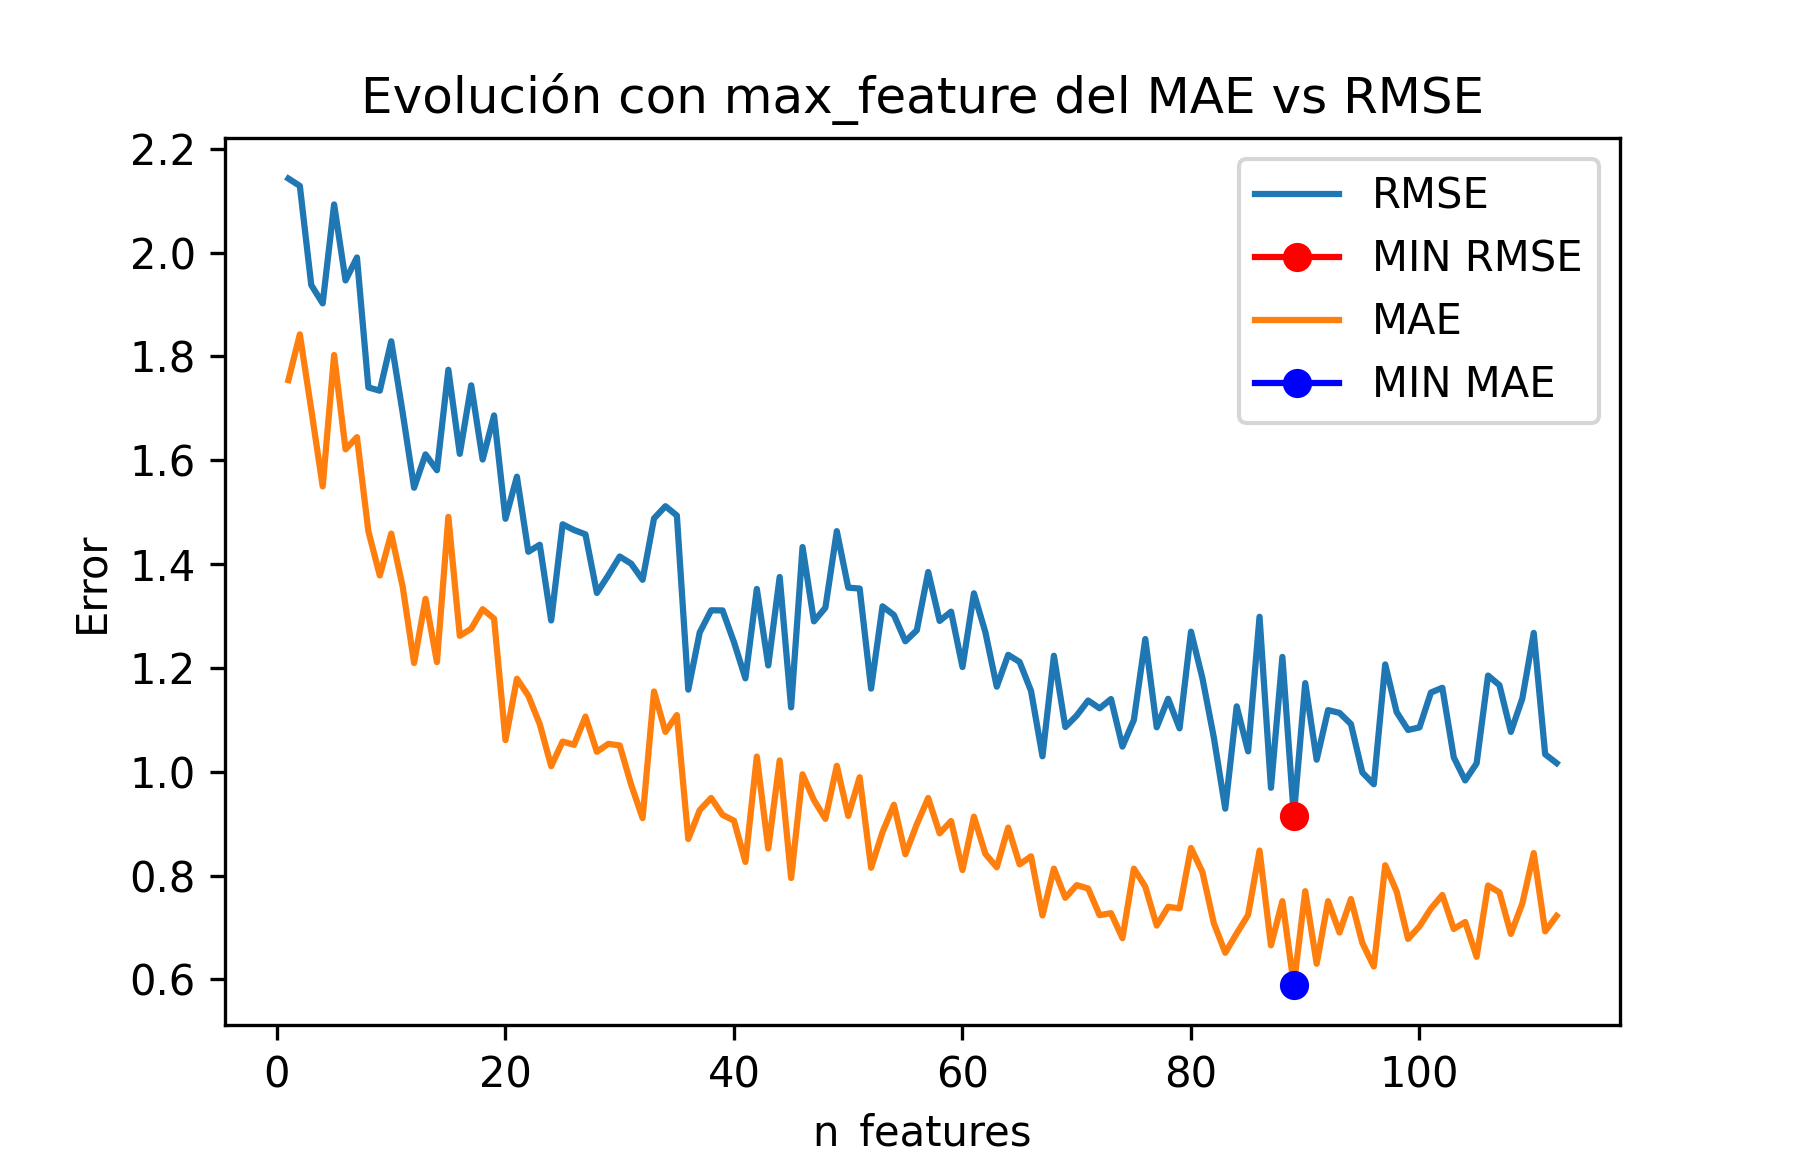 Evolución con max_feature del MAE vs RMSE
2.2
2.0
1.8
1.6
1.4
1.2
1.0
0.8
0.6
Error
RMSE
MIN RMSE
MAE
MIN MAE
0 20 40 60 80 100
n_features